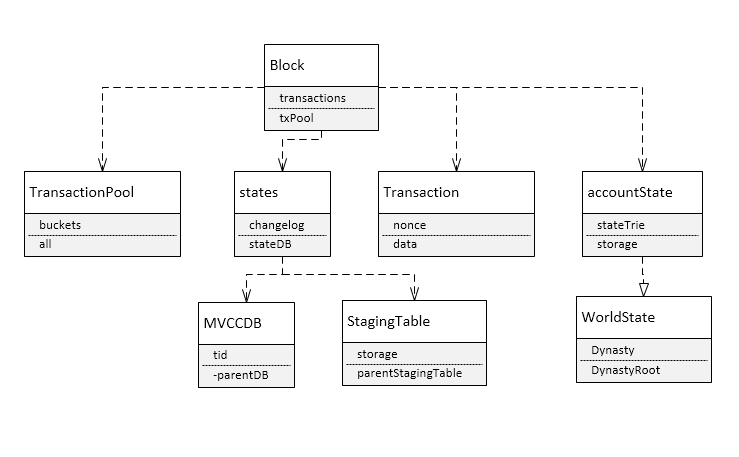 Block
transactions
txPool
TransactionPool
buckets
all
states
changelog
stateDB
Transaction
nonce
data
accountState
stateTrie
storage
MVCCDB
tid
-parentDB
StagingTable
storage
parentStagingTable
WorldState
Dynasty
DynastyRoot